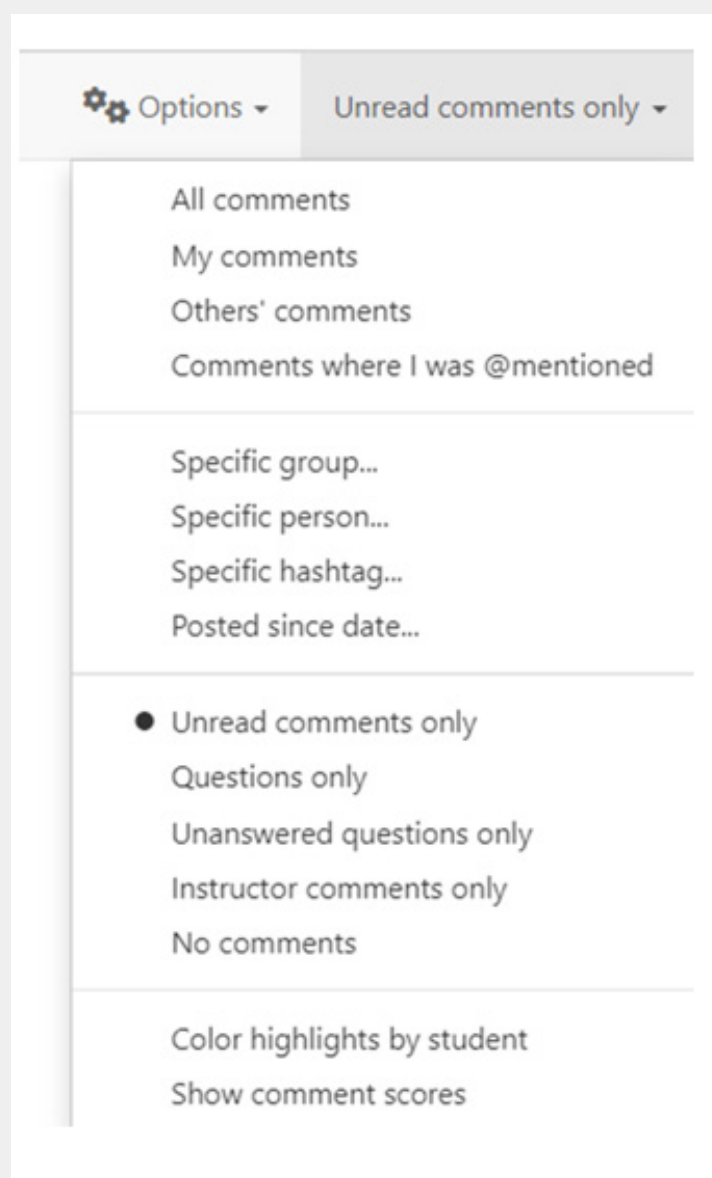 Options
Unread comments only
All comments
My comments
Others' comments
Comments where I was @mentioned
Specific group...
Specific person...
Specific hashtag...
Posted since date...
Unread comments only
Questions only
Unanswered questions only
Instructor comments only
No comments
Color highlights by student
Show comment scores